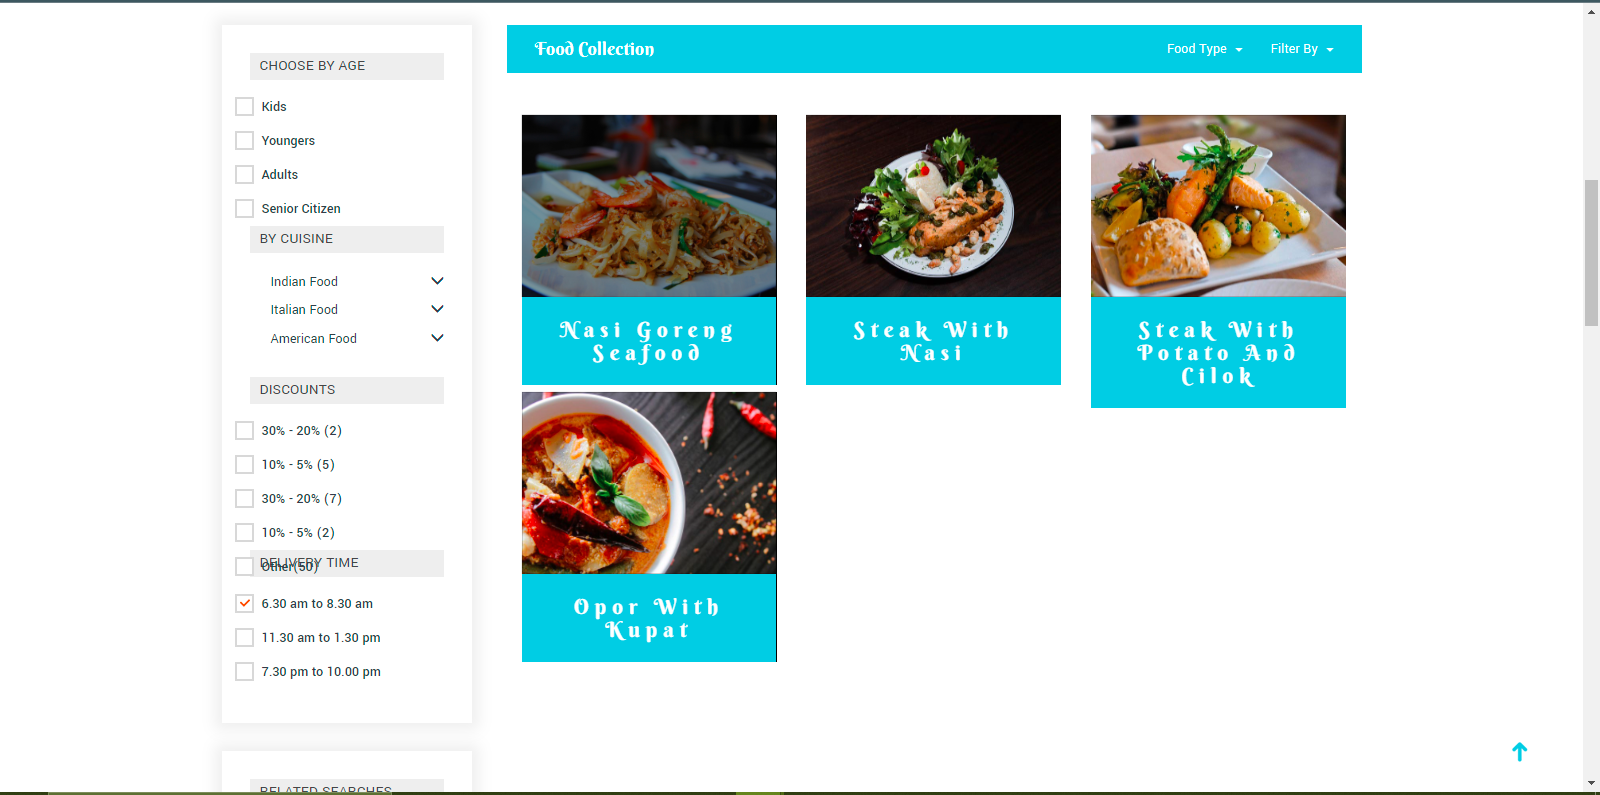 CHOOSE BY AGE
Kids
Youngers
Adults
Senior Citizen
BY CUISINE
Indian Food
Italian Food
American Food
DISCOUNTS
30% - 20% (2)
10% - 5% (5)
30% - 20% (7)
10% - 5% (2)
DELIVERY TIME
Other(50)
6.30 am to 8.30 am
11.30 am to 1.30 pm
7.30 pm to 10.00 pm
RELATED SEARCHES
Food Collection
Food Type
Filter By
Nasi Goreng
Seafood
Steak With
Nasi
Steak With
Potato And
Cilok
Opor With
Kupat